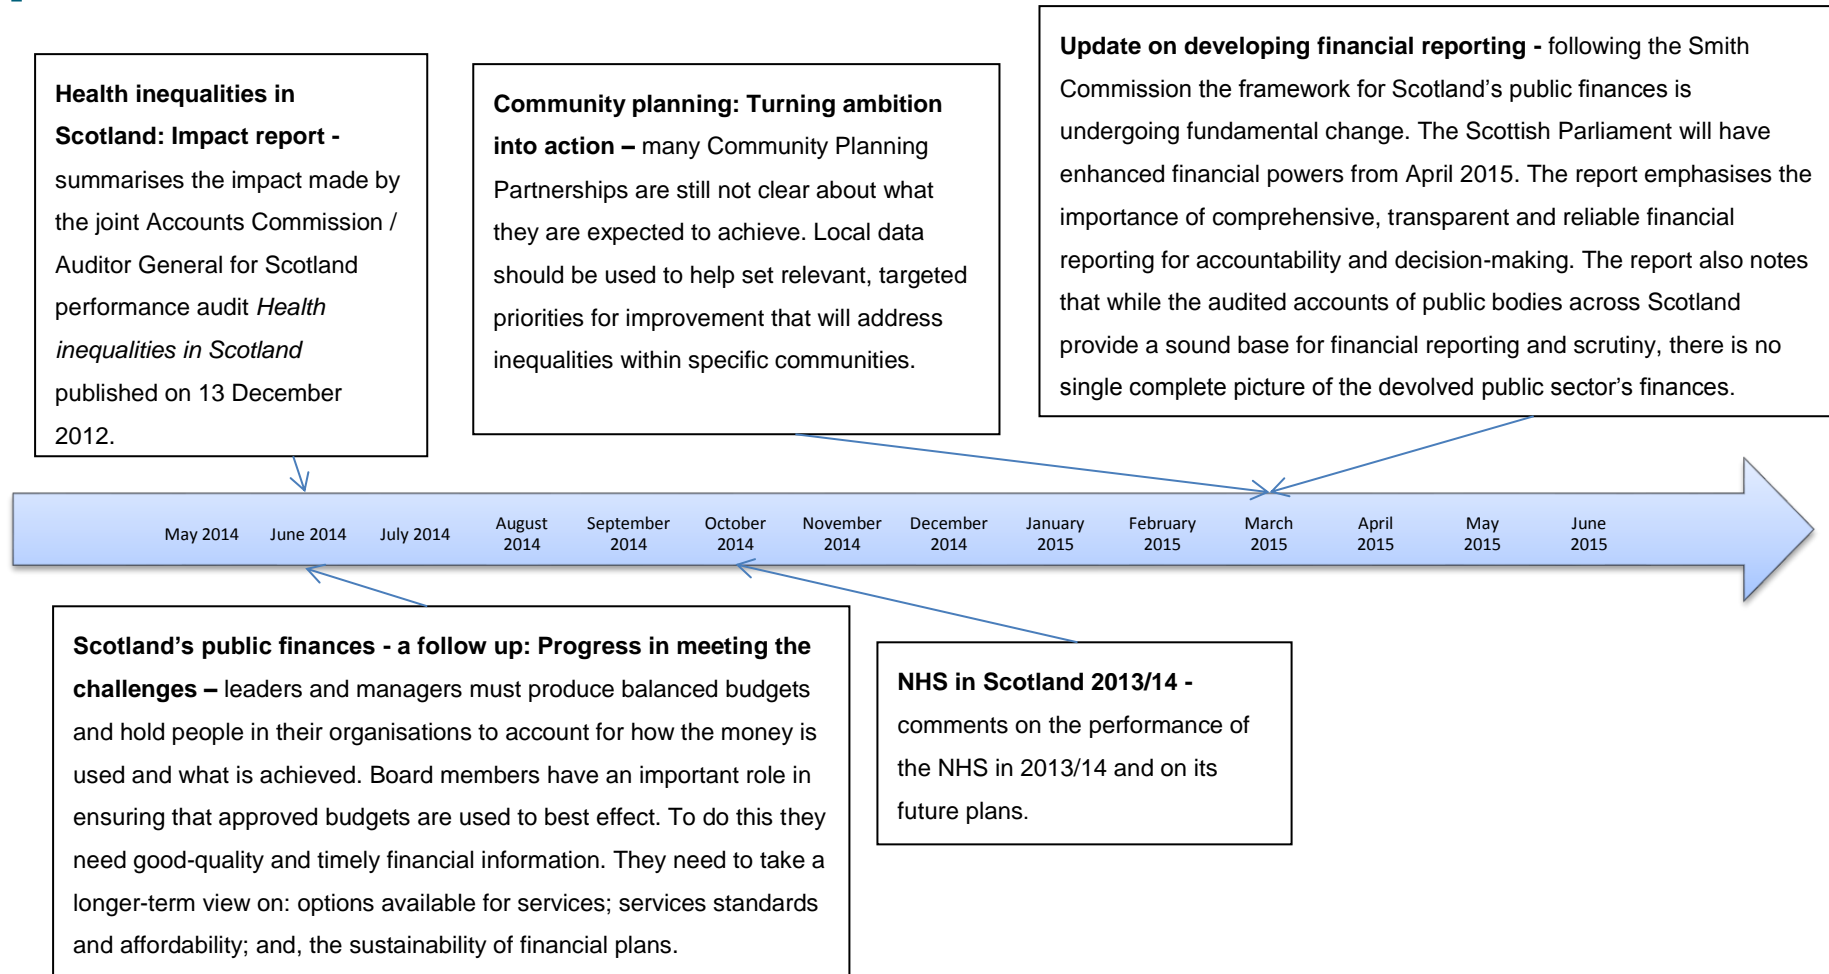 Health inequalities in
Scotland: Impact report -
summarises the impact made by
the joint Accounts Commission /
Auditor General for Scotland
performance audit Health
inequalities in Scotland
published on 13 December
2012.
Community planning: Turning ambition
into action – many Community Planning
Partnerships are still not clear about what
they are expected to achieve. Local data
should be used to help set relevant, targeted
priorities for improvement that will address
inequalities within specific communities.
Update on developing financial reporting - following the Smith
Commission the framework for Scotland’s public finances is
undergoing fundamental change. The Scottish Parliament will have
enhanced financial powers from April 2015. The report emphasises the
importance of comprehensive, transparent and reliable financial
reporting for accountability and decision-making. The report also notes
that while the audited accounts of public bodies across Scotland
provide a sound base for financial reporting and scrutiny, there is no
single complete picture of the devolved public sector’s finances.
May 2014
June 2014
July 2014
August
2014
September
2014
October
2014
November
2014
December
2014
January
2015
February
2015
March
2015
April
2015
May
2015
June
2015
Scotland’s public finances - a follow up: Progress in meeting the
challenges – leaders and managers must produce balanced budgets
and hold people in their organisations to account for how the money is
used and what is achieved. Board members have an important role in
ensuring that approved budgets are used to best effect. To do this they
need good-quality and timely financial information. They need to take a
longer-term view on: options available for services; services standards
and affordability; and, the sustainability of financial plans.
NHS in Scotland 2013/14 -
comments on the performance of
the NHS in 2013/14 and on its
future plans.